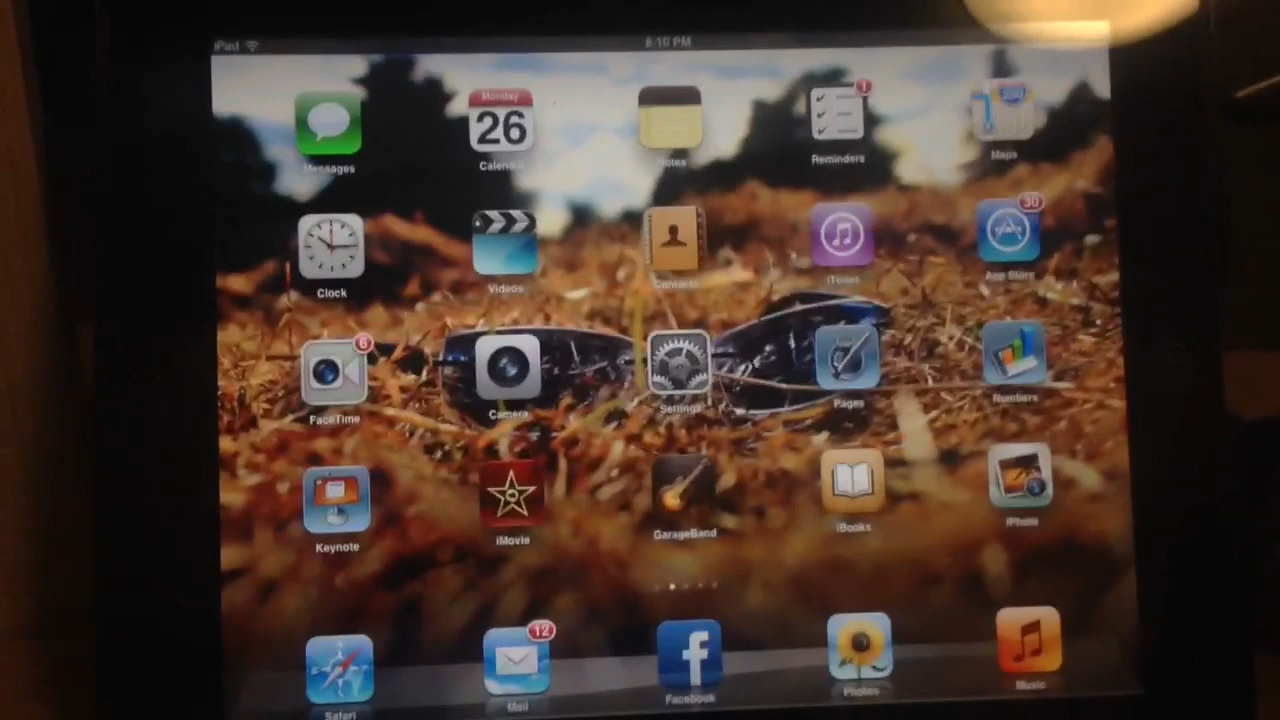 iPad
8:10 PM
Monday
26
1
280
Messages
Calendar
Notes
Reminders
Maps
30
Clock
Videos
Contacts
iTunes
App Store
6
FaceTime
Camera
Settings
Pages
Numbers
Keynote
iMovie
GarageBand
iBooks
iPhoto
12
f
Safari
Mail
Facebook
Photos
Music